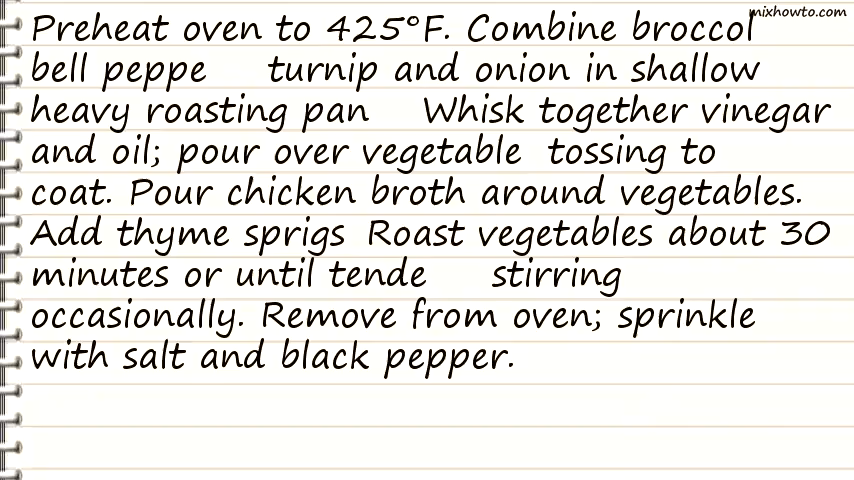 mixhowto.com
Preheat oven to 425°F. Combine broccol
bell peppe turnip and onion in shallow
heavy roasting pan Whisk together vinegar
and oil; pour over vegetable tossing to
coat. Pour chicken broth around vegetables.
Add thyme sprigs Roast vegetables about 30
minutes or until tende stirring
occasionally. Remove from oven; sprinkle
with salt and black pepper.